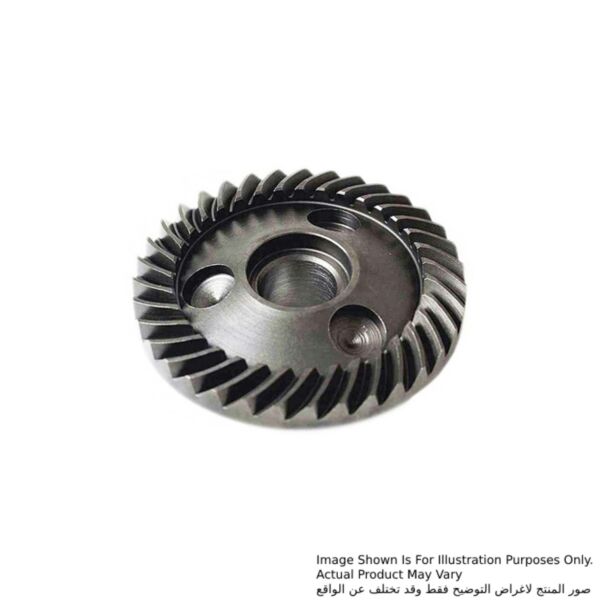 Image Shown Is For Illustration Purposes Only.
Actual Product May Vary
صور المنتج لاغراض التوضيح فقط وقد تختلف عن الواقع